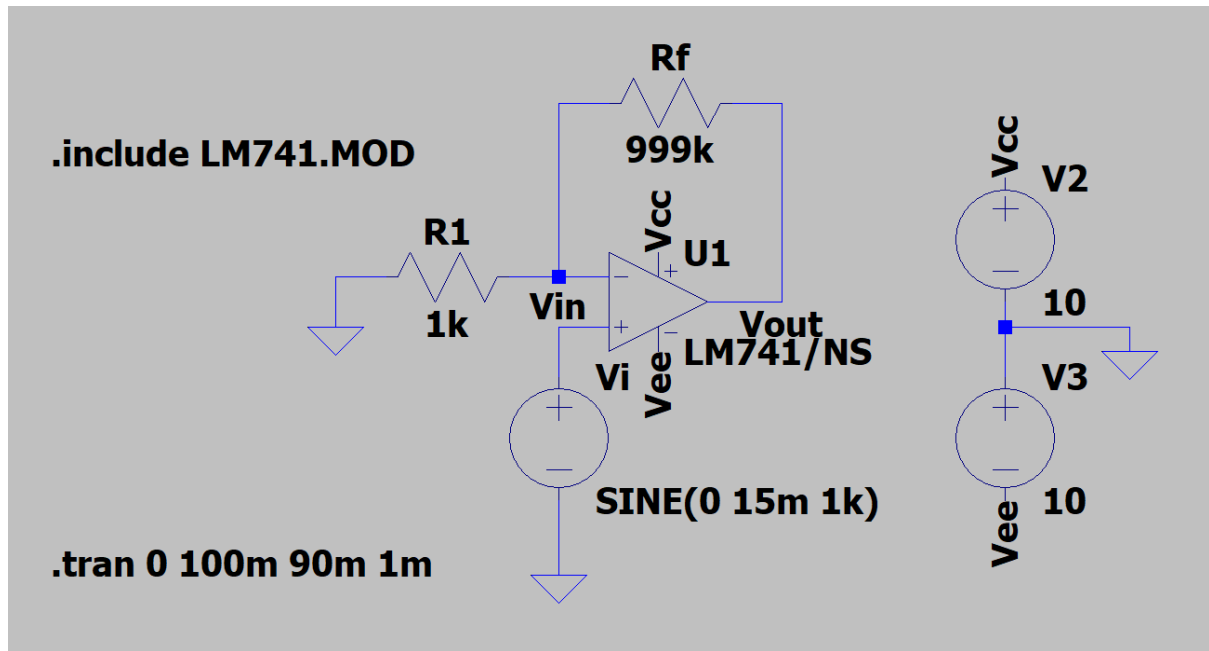 Rf
999k
.include LM741.MOD
Vcc
V2
10
R1
1k
Vcc
U1
Vin
Vout
LM741/NS
Vee
Vi
SINE(0 15m 1k)
V3
10
Vee
.tran 0 100m 90m 1m